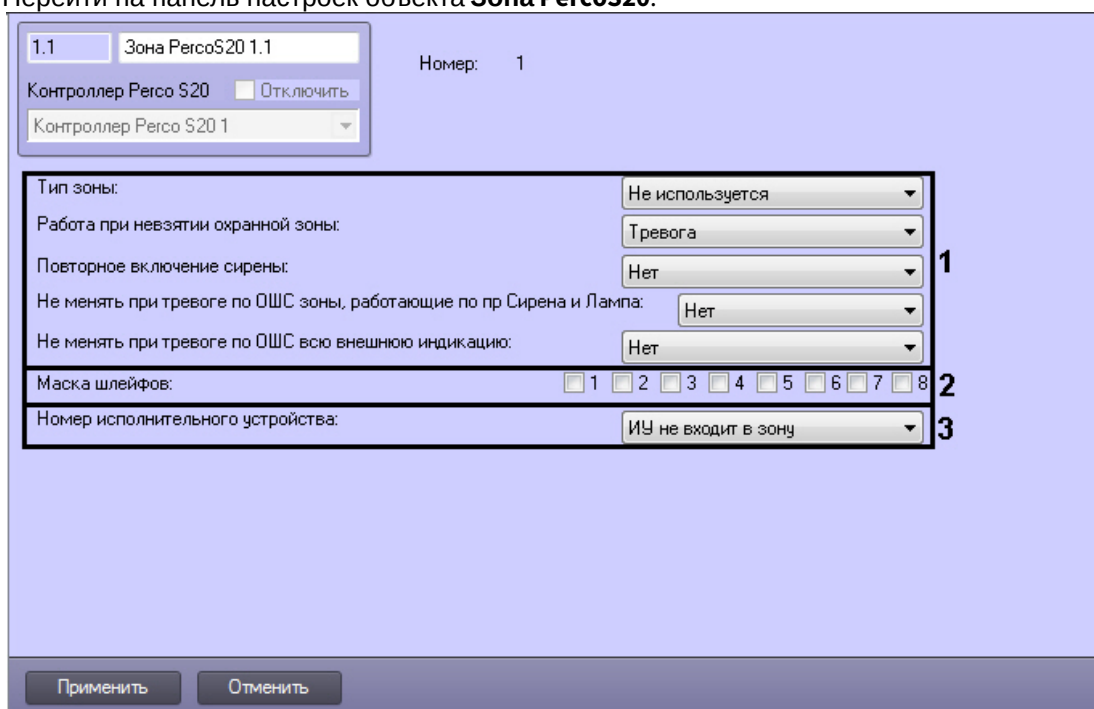 Перейти на панель настроек объекта Зона PercoS20.
1.1 Зона PercoS20 1.1
Номер: 1
Контроллер Perco S20 Отключить
Контроллер Perco S20 1
Тип зоны: Не используется
Работа при невзятии охранной зоны: Тревога
1
Повторное включение сирены: Нет
Не менять при тревоге по ОШС зоны, работающие по пр Сирена и Лампа: Нет
Не менять при тревоге по ОШС всю внешнюю индикацию: Нет
Маска шлейфов: 1 2 3 4 5 6 7 8 2
Номер исполнительного устройства: ИУ не входит в зону 3
Применить Отменить